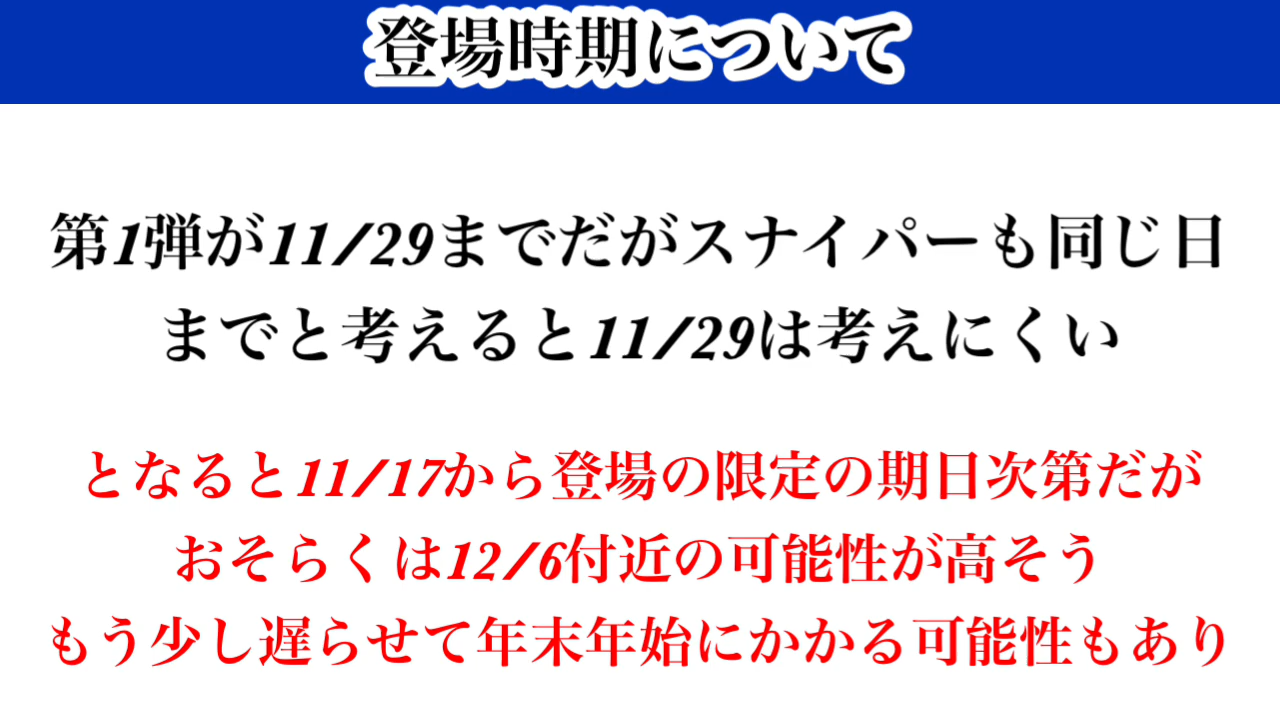 登場時期について
第1弾が11/29までだがスナイパーも同じ日
までと考えると11/29は考えにくい
となると11/17から登場の限定の期日次第だが
おそらくは12/6付近の可能性が高そう
もう少し遅らせて年末年始にかかる可能性もあり